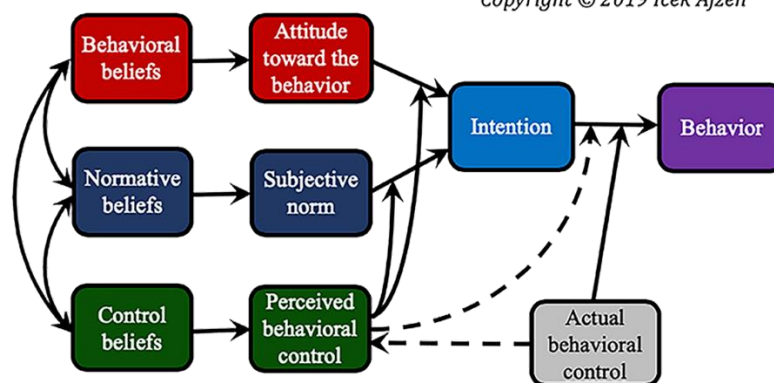 Copyright © 2019 Icek Ajzen
Behavioral
beliefs
Attitude
toward the
behavior
Intention
Behavior
Normative
beliefs
Subjective
norm
Control
beliefs
Perceived
behavioral
control
Actual
behavioral
control